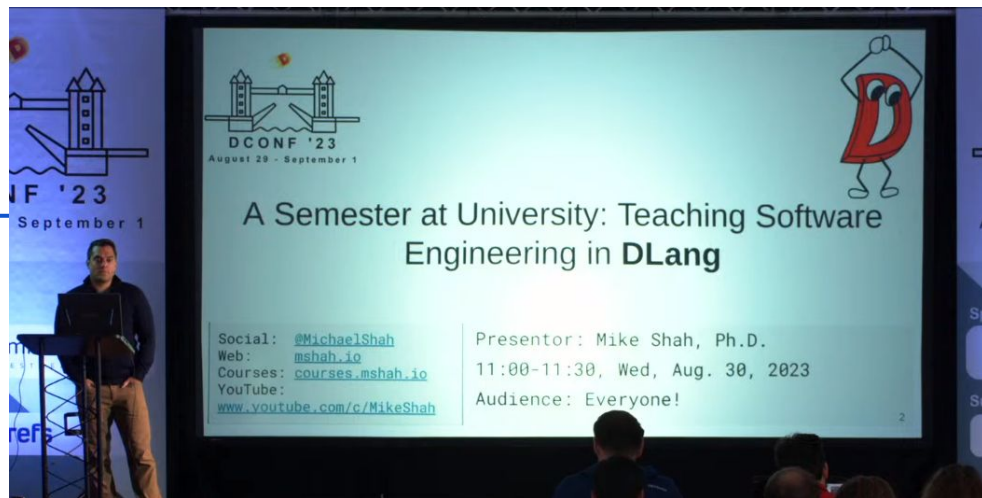 DCONF '23
August 29 - September 1
A Semester at University: Teaching Software
Engineering in DLang
Social: @MichaelShah
Web: mshah.io
Courses: courses.mshah.io
YouTube:
www.youtube.com/c/MikeShah
Presenter: Mike Shah, Ph.D.
11:00-11:30, Wed, Aug. 30, 2023
Audience: Everyone!
2
'23
September 1